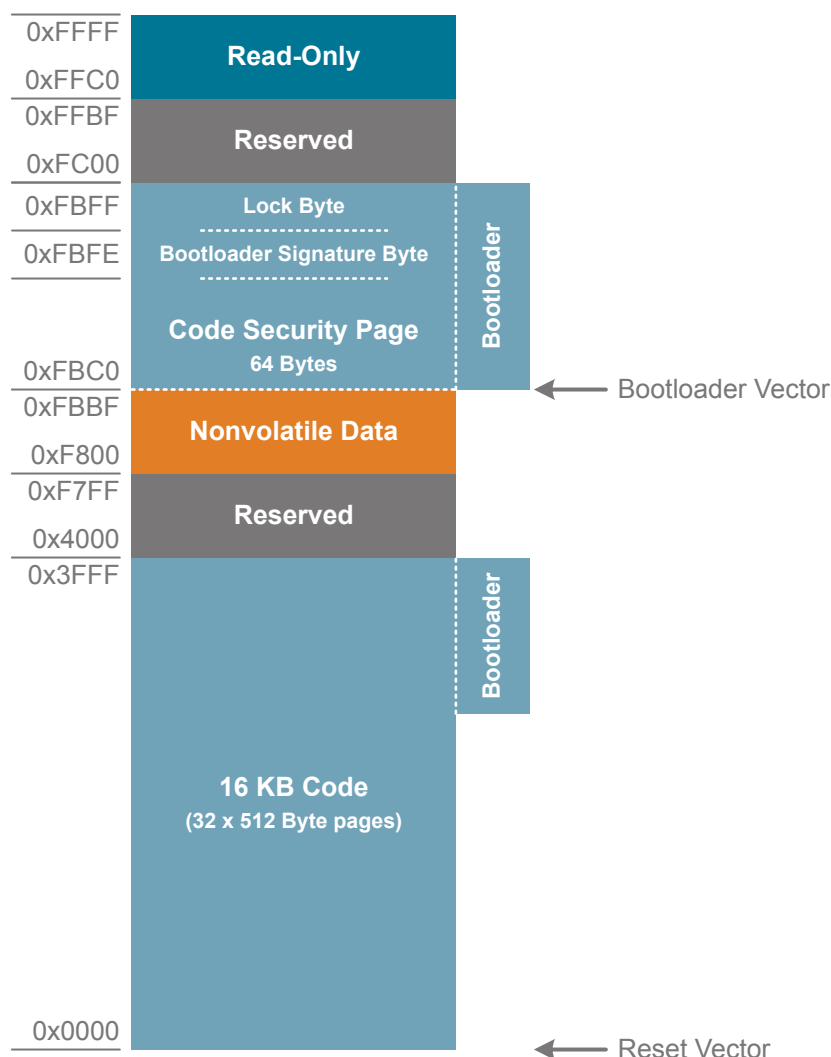 0xFFFF
Read-Only
0xFFC0
0xFFBF
Reserved
0xFC00
0xFBFF
Lock Byte
0xFBFE
Bootloader Signature Byte
Bootloader
Code Security Page
64 Bytes
0xFBC0
Bootloader Vector
0xFBBF
Nonvolatile Data
0xF800
0xF7FF
Reserved
0x4000
0x3FFF
Bootloader
16 KB Code
(32 x 512 Byte pages)
0x0000
Reset Vector